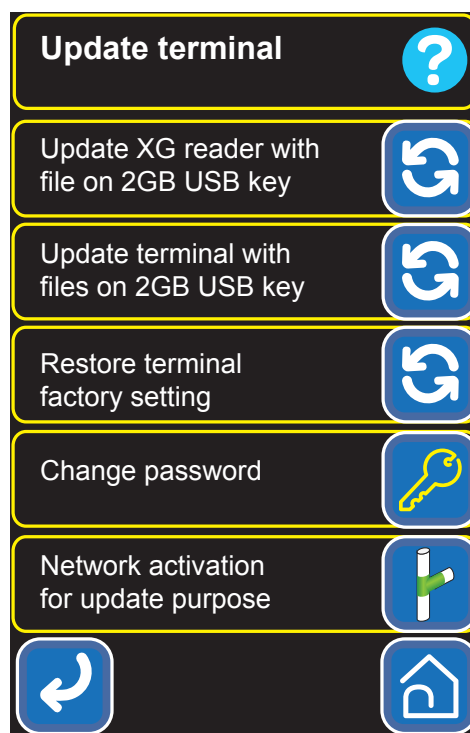 Update terminal
?
Update XG reader with
file on 2GB USB key
Update terminal with
files on 2GB USB key
Restore terminal
factory setting
Change password
Network activation
for update purpose